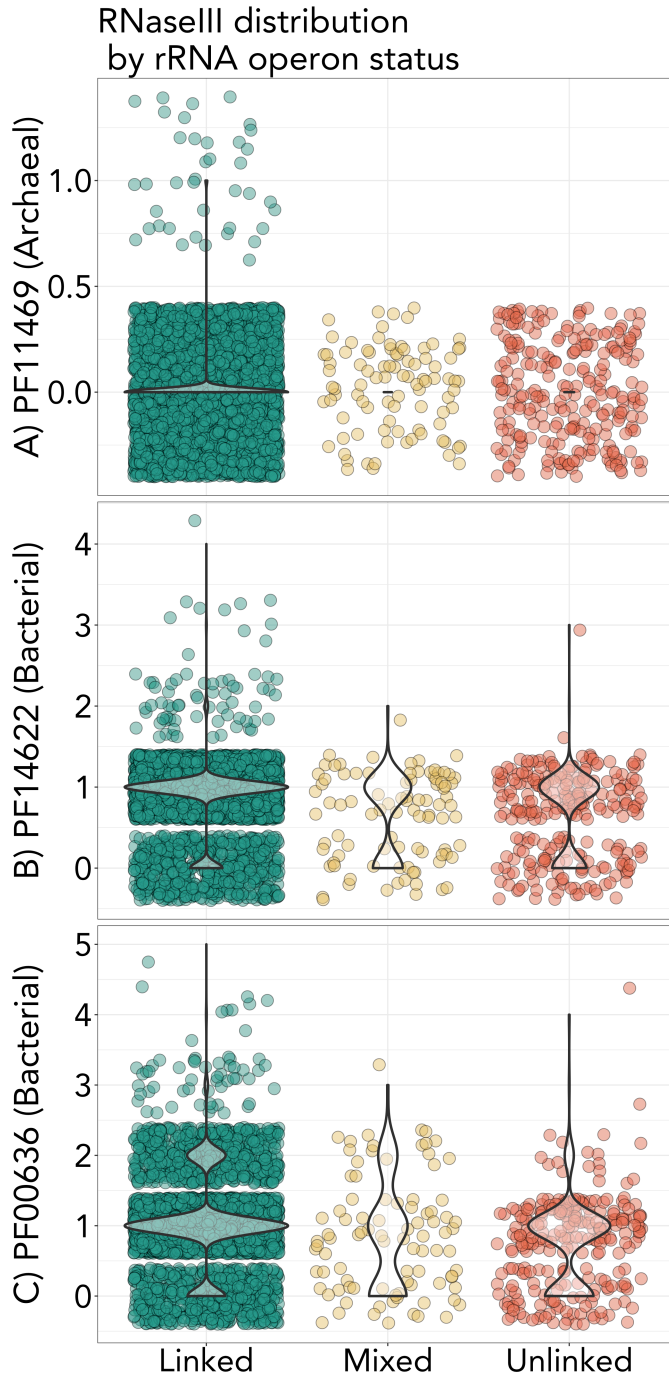 RNaseIII distribution
by rRNA operon status
A) PF11469 (Archaeal)
1.0
0.5
0.0
B) PF14622 (Bacterial)
4
3
2
1
0
C) PF00636 (Bacterial)
5
4
3
2
1
0
Linked Mixed Unlinked